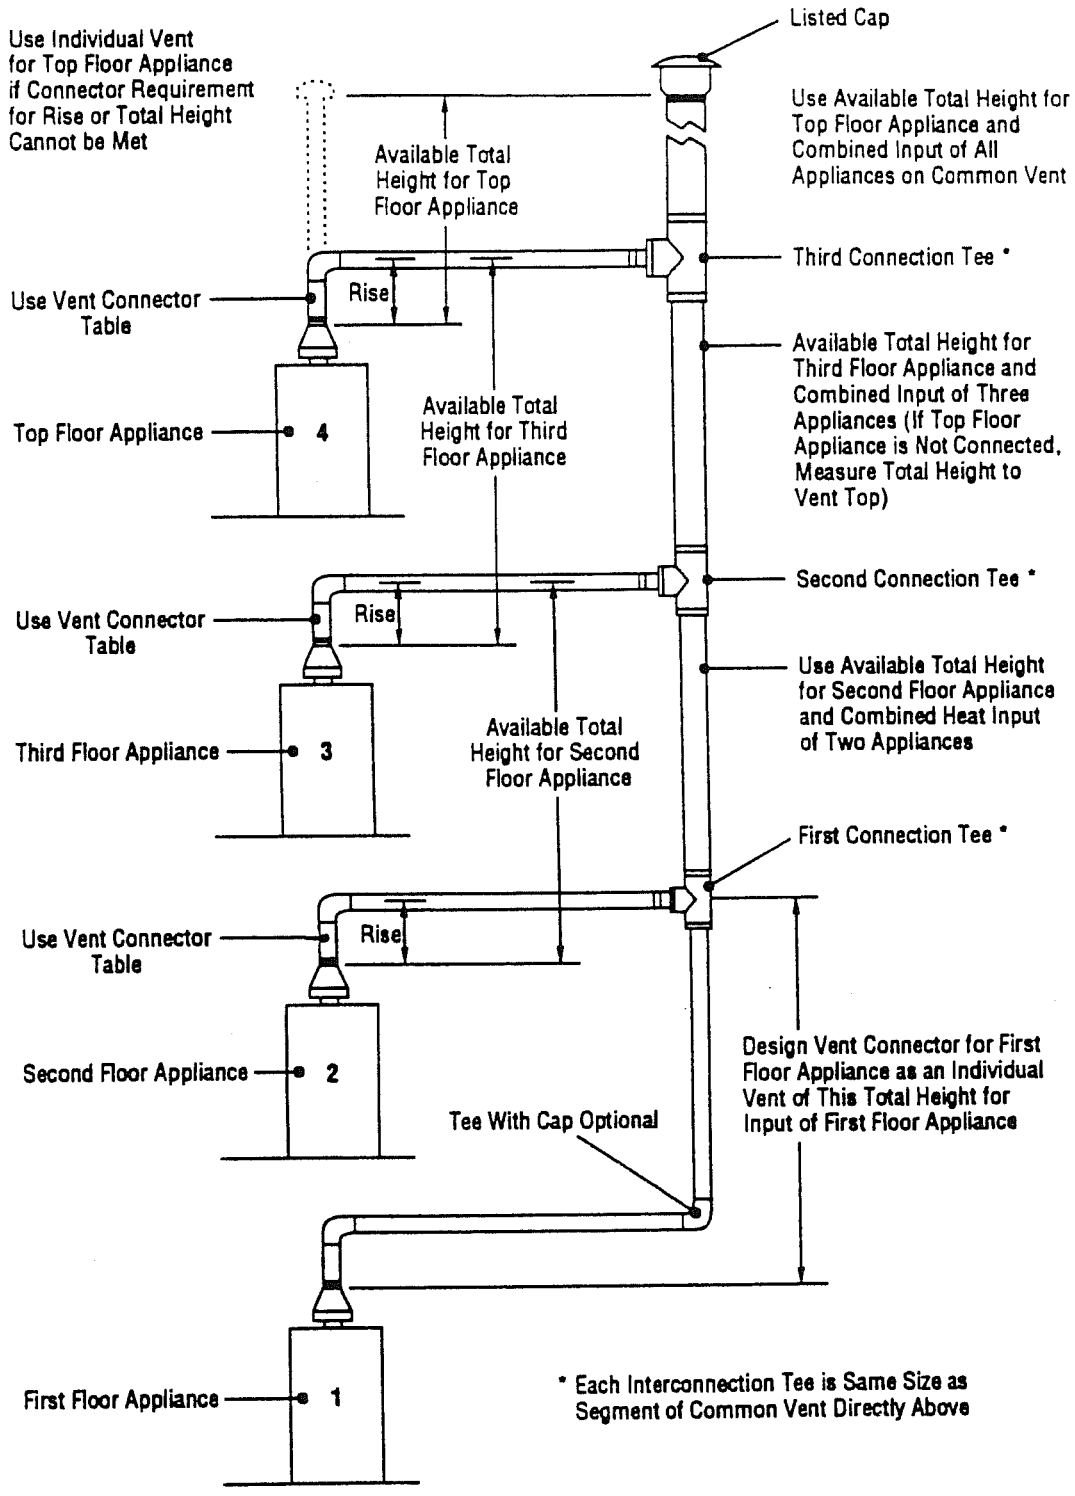 Listed Cap
Use Individual Vent
for Top Floor Appliance
if Connector Requirement
for Rise or Total Height
Cannot be Met
Use Available Total Height for
Top Floor Appliance and
Combined Input of All
Appliances on Common Vent
Available Total
Height for Top
Floor Appliance
Third Connection Tee *
Use Vent Connector
Table
Rise
Available Total Height for
Third Floor Appliance and
Combined Input of Three
Appliances (If Top Floor
Appliance is Not Connected,
Measure Total Height to
Vent Top)
Available Total
Height for Third
Floor Appliance
Top Floor Appliance
4
Second Connection Tee *
Use Vent Connector
Table
Rise
Use Available Total Height
for Second Floor Appliance
and Combined Heat Input
of Two Appliances
Available Total
Height for Second
Floor Appliance
Third Floor Appliance
3
First Connection Tee *
Use Vent Connector
Table
Rise
Design Vent Connector for First
Floor Appliance as an Individual
Vent of This Total Height for
Input of First Floor Appliance
Second Floor Appliance
2
Tee With Cap Optional
First Floor Appliance
1
* Each Interconnection Tee is Same Size as
Segment of Common Vent Directly Above